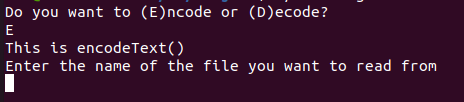 Do you want to (E)ncode or (D)ecode?
E
This is encodeText()
Enter the name of the file you want to read from